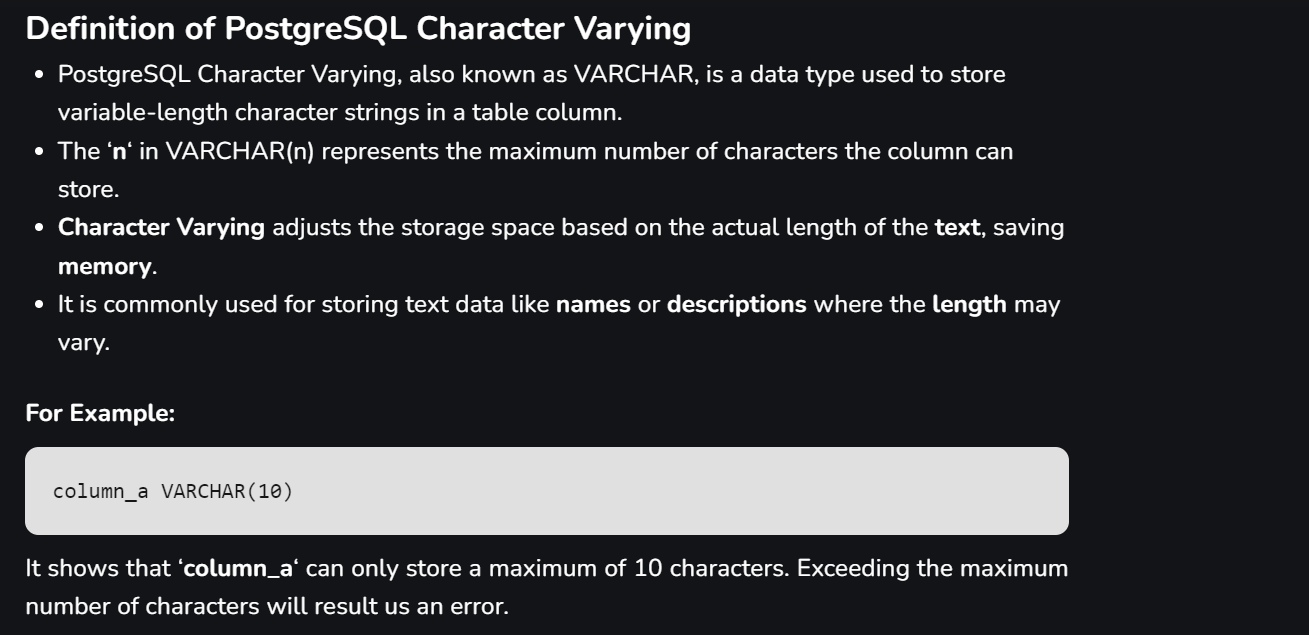 Definition of PostgreSQL Character Varying
• PostgreSQL Character Varying, also known as VARCHAR, is a data type used to store
variable-length character strings in a table column.
• The ‘n‘ in VARCHAR(n) represents the maximum number of characters the column can
store.
• Character Varying adjusts the storage space based on the actual length of the text, saving
memory.
• It is commonly used for storing text data like names or descriptions where the length may
vary.
For Example:
column_a VARCHAR(10)
It shows that ‘column_a‘ can only store a maximum of 10 characters. Exceeding the maximum
number of characters will result us an error.